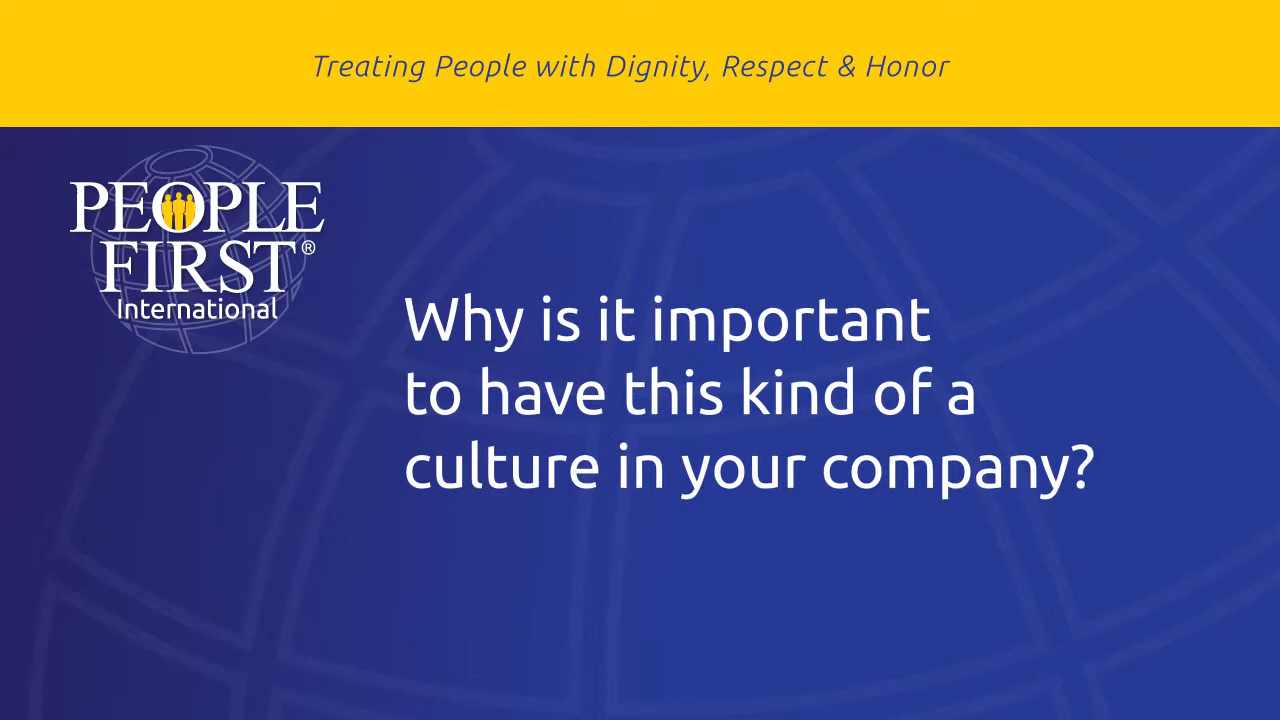 Treating People with Dignity, Respect & Honor
PEOPLE
FIRST®
International
Why is it important
to have this kind of a
culture in your company?